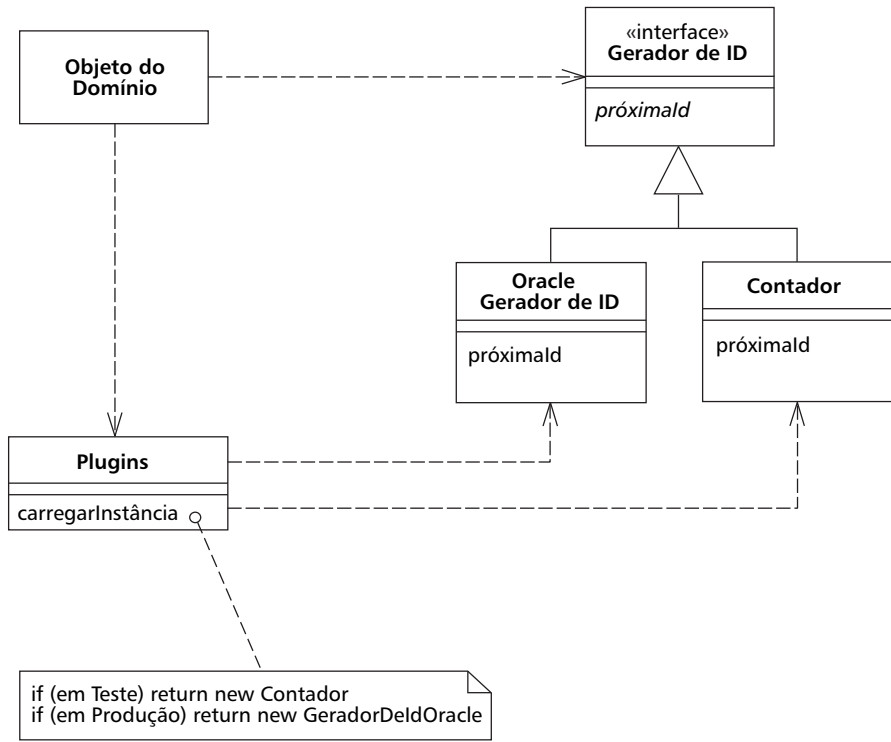 Objeto do
Domínio
«interface»
Gerador de ID
próximaId
Oracle
Gerador de ID
próximaId
Contador
próximaId
Plugins
carregarInstância
if (em Teste) return new Contador
if (em Produção) return new GeradorDeIdOracle